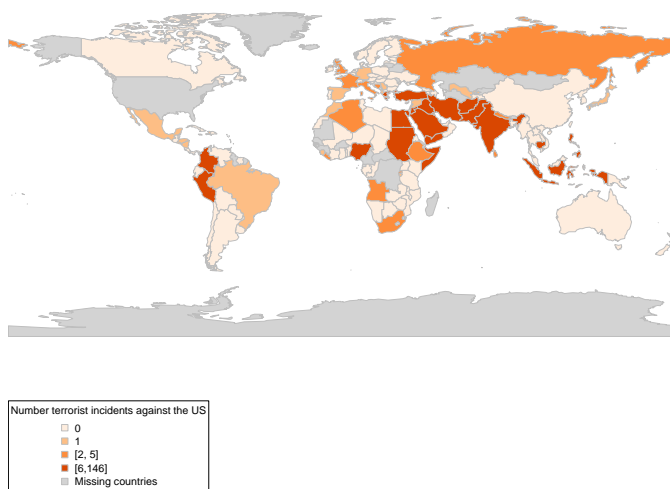 Number terrorist incidents against the US
0
1
[2, 5]
[6,146]
Missing countries